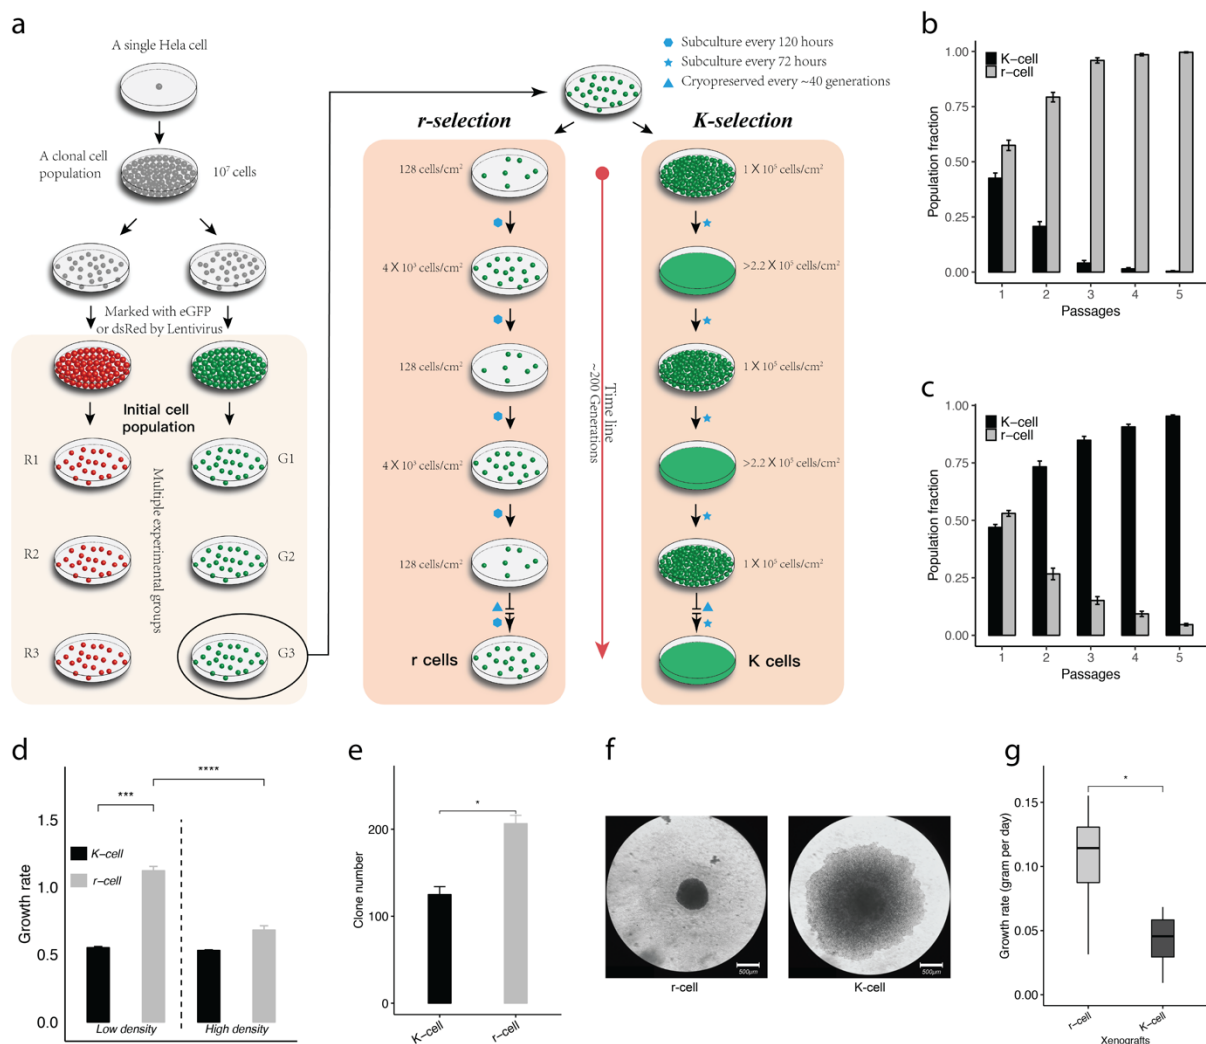 a
A single Hela cell
A clonal cell
population
10⁷ cells
Marked with eGFP
or dsRed by Lentivirus
Initial cell
population
R1
G1
R2
G2
R3
G3
Multiple experimental groups
Subculture every 120 hours
Subculture every 72 hours
Cryopreserved every ~40 generations
r-selection
K-selection
128 cells/cm²
1 X 10⁵ cells/cm²
4 X 10³ cells/cm²
>2.2 X 10⁵ cells/cm²
128 cells/cm²
1 X 10⁵ cells/cm²
4 X 10³ cells/cm²
>2.2 X 10⁵ cells/cm²
128 cells/cm²
1 X 10⁵ cells/cm²
Time line
~200 Generations
r cells
K cells
b
K-cell
r-cell
Population fraction
1.00
0.75
0.50
0.25
0.00
1 2 3 4 5
Passages
c
K-cell
r-cell
Population fraction
1.00
0.75
0.50
0.25
0.00
1 2 3 4 5
Passages
d
***
****
Growth rate
1.5
1.0
0.5
0.0
K-cell
r-cell
Low density
High density
e
*
Clone number
200
100
0
K-cell
r-cell
f
500µm
500µm
r-cell
K-cell
g
*
Growth rate (gram per day)
0.15
0.10
0.05
0.00
r-cell
K-cell
Xenografts